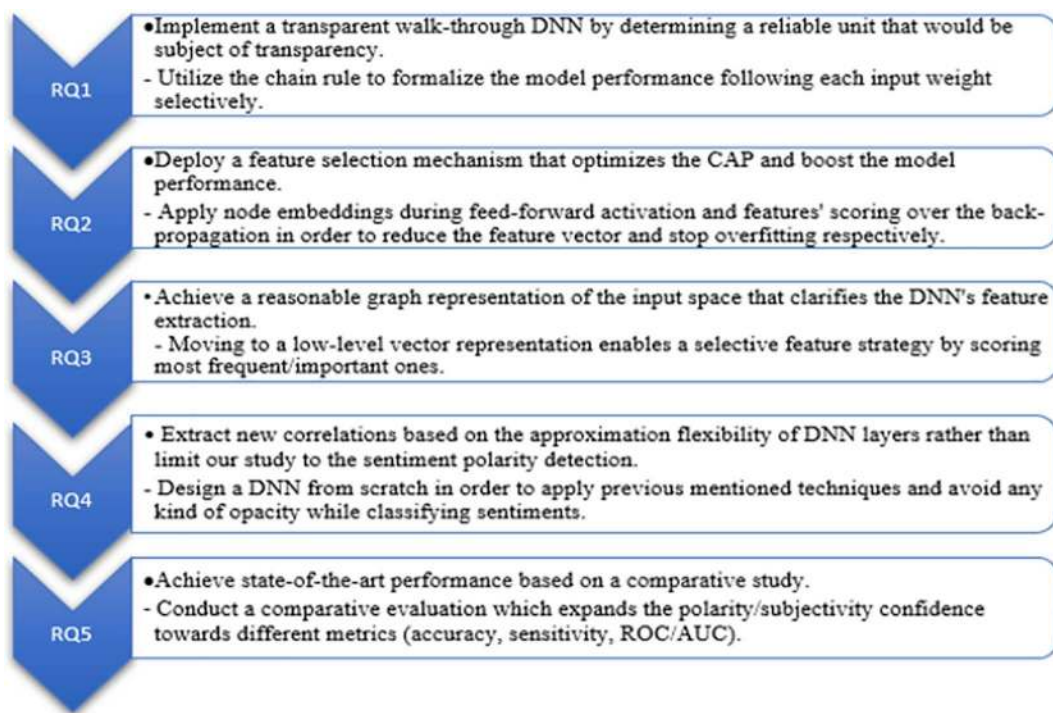 RQ1
•Implement a transparent walk-through DNN by determining a reliable unit that would be
subject of transparency.
- Utilize the chain rule to formalize the model performance following each input weight
selectively.
RQ2
•Deploy a feature selection mechanism that optimizes the CAP and boost the model
performance.
- Apply node embeddings during feed-forward activation and features' scoring over the back-
propagation in order to reduce the feature vector and stop overfitting respectively.
RQ3
•Achieve a reasonable graph representation of the input space that clarifies the DNN's feature
extraction.
- Moving to a low-level vector representation enables a selective feature strategy by scoring
most frequent/important ones.
RQ4
• Extract new correlations based on the approximation flexibility of DNN layers rather than
limit our study to the sentiment polarity detection.
- Design a DNN from scratch in order to apply previous mentioned techniques and avoid any
kind of opacity while classifying sentiments.
RQ5
•Achieve state-of-the-art performance based on a comparative study.
- Conduct a comparative evaluation which expands the polarity/subjectivity confidence
towards different metrics (accuracy, sensitivity, ROC/AUC).